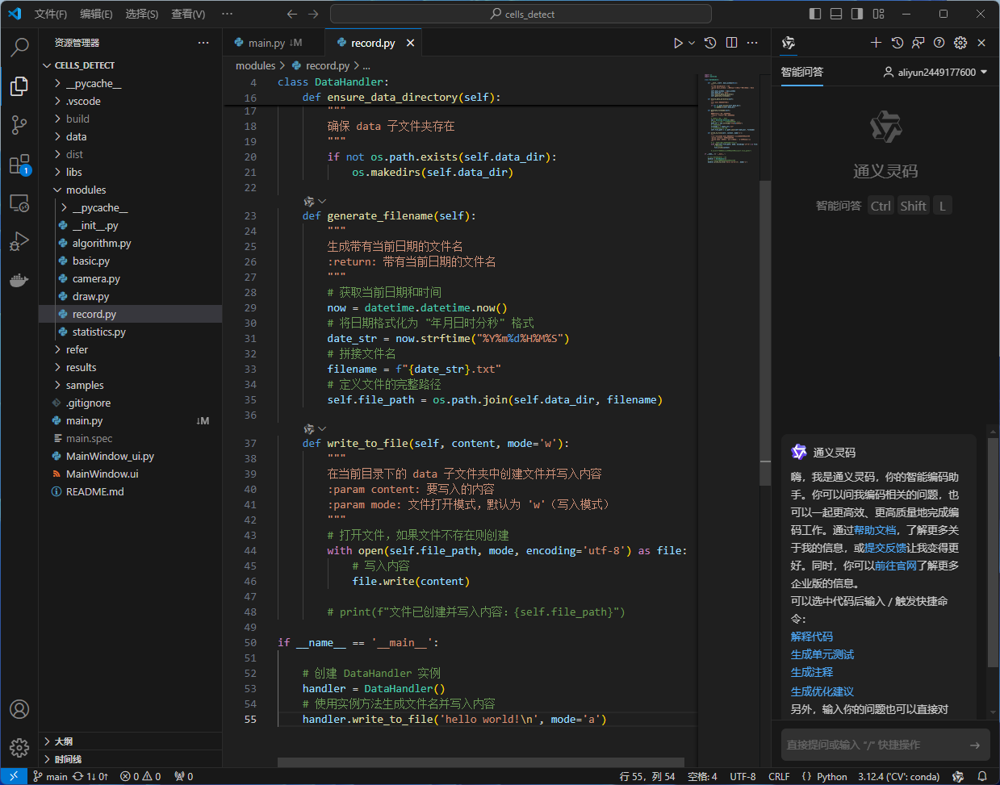 文件(F) 编辑(E) 选择(S) 查看(V) ··· cells_detect
资源管理器 ···
CELLS_DETECT
__pycache__
.vscode
build
data
dist
libs
modules
__pycache__
__init__.py
algorithm.py
basic.py
camera.py
draw.py
record.py
statistics.py
refer
results
samples
.gitignore
main.py ↓M
main.spec
MainWindow_ui.py
MainWindow.ui
README.md
大纲
时间线
1
main.py ↓M record.py
modules > record.py > ...
4 class DataHandler:
16 def ensure_data_directory(self):
17 """
18 确保 data 子文件夹存在
19 """
20 if not os.path.exists(self.data_dir):
21 os.makedirs(self.data_dir)
22
23 def generate_filename(self):
24 """
25 生成带有当前日期的文件名
26 :return: 带有当前日期的文件名
27 """
28 # 获取当前日期和时间
29 now = datetime.datetime.now()
30 # 将日期格式化为 "年月日时分秒" 格式
31 date_str = now.strftime("%Y%m%d%H%M%S")
32 # 拼接文件名
33 filename = f"{date_str}.txt"
34 # 定义文件的完整路径
35 self.file_path = os.path.join(self.data_dir, filename)
36
37 def write_to_file(self, content, mode='w'):
38 """
39 在当前目录下的 data 子文件夹中创建文件并写入内容
40 :param content: 要写入的内容
41 :param mode: 文件打开模式，默认为 'w'（写入模式）
42 """
43 # 打开文件，如果文件不存在则创建
44 with open(self.file_path, mode, encoding='utf-8') as file:
45 # 写入内容
46 file.write(content)
47
48 # print(f"文件已创建并写入内容：{self.file_path}")
49
50 if __name__ == '__main__':
51
52 # 创建 DataHandler 实例
53 handler = DataHandler()
54 # 使用实例方法生成文件名并写入内容
55 handler.write_to_file('hello world!\n', mode='a')
智能问答 aliyun2449177600
通义灵码
智能问答 Ctrl Shift L
通义灵码
嗨，我是通义灵码，你的智能编码助
手。你可以问我编码相关的问题，也
可以一起更高效、更高质量地完成编
码工作。通过帮助文档，了解更多关
于我的信息，或提交反馈让我变得更
好。同时，你可以前往官网了解更多
企业版的信息。
可以选中代码后输入 / 触发快捷命
令：
解释代码
生成单元测试
生成注释
生成优化建议
另外，输入你的问题也可以直接对
直接提问或输入 "/" 快捷操作
main 1↓ 0↑ 0 0 0 行 55，列 54 空格: 4 UTF-8 CRLF {} Python 3.12.4 ('CV': conda)